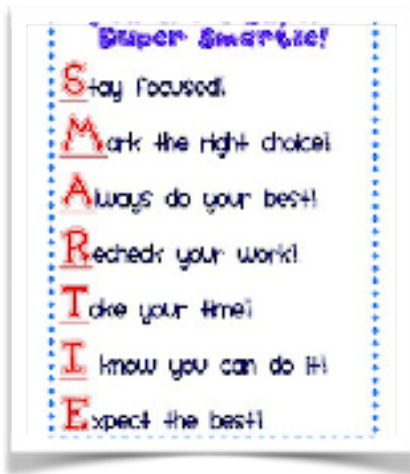 Super Smartie!
Stay focused!
Mark the right choice!
Always do your best!
Recheck your work!
Take your time!
I know you can do it!
Expect the best!